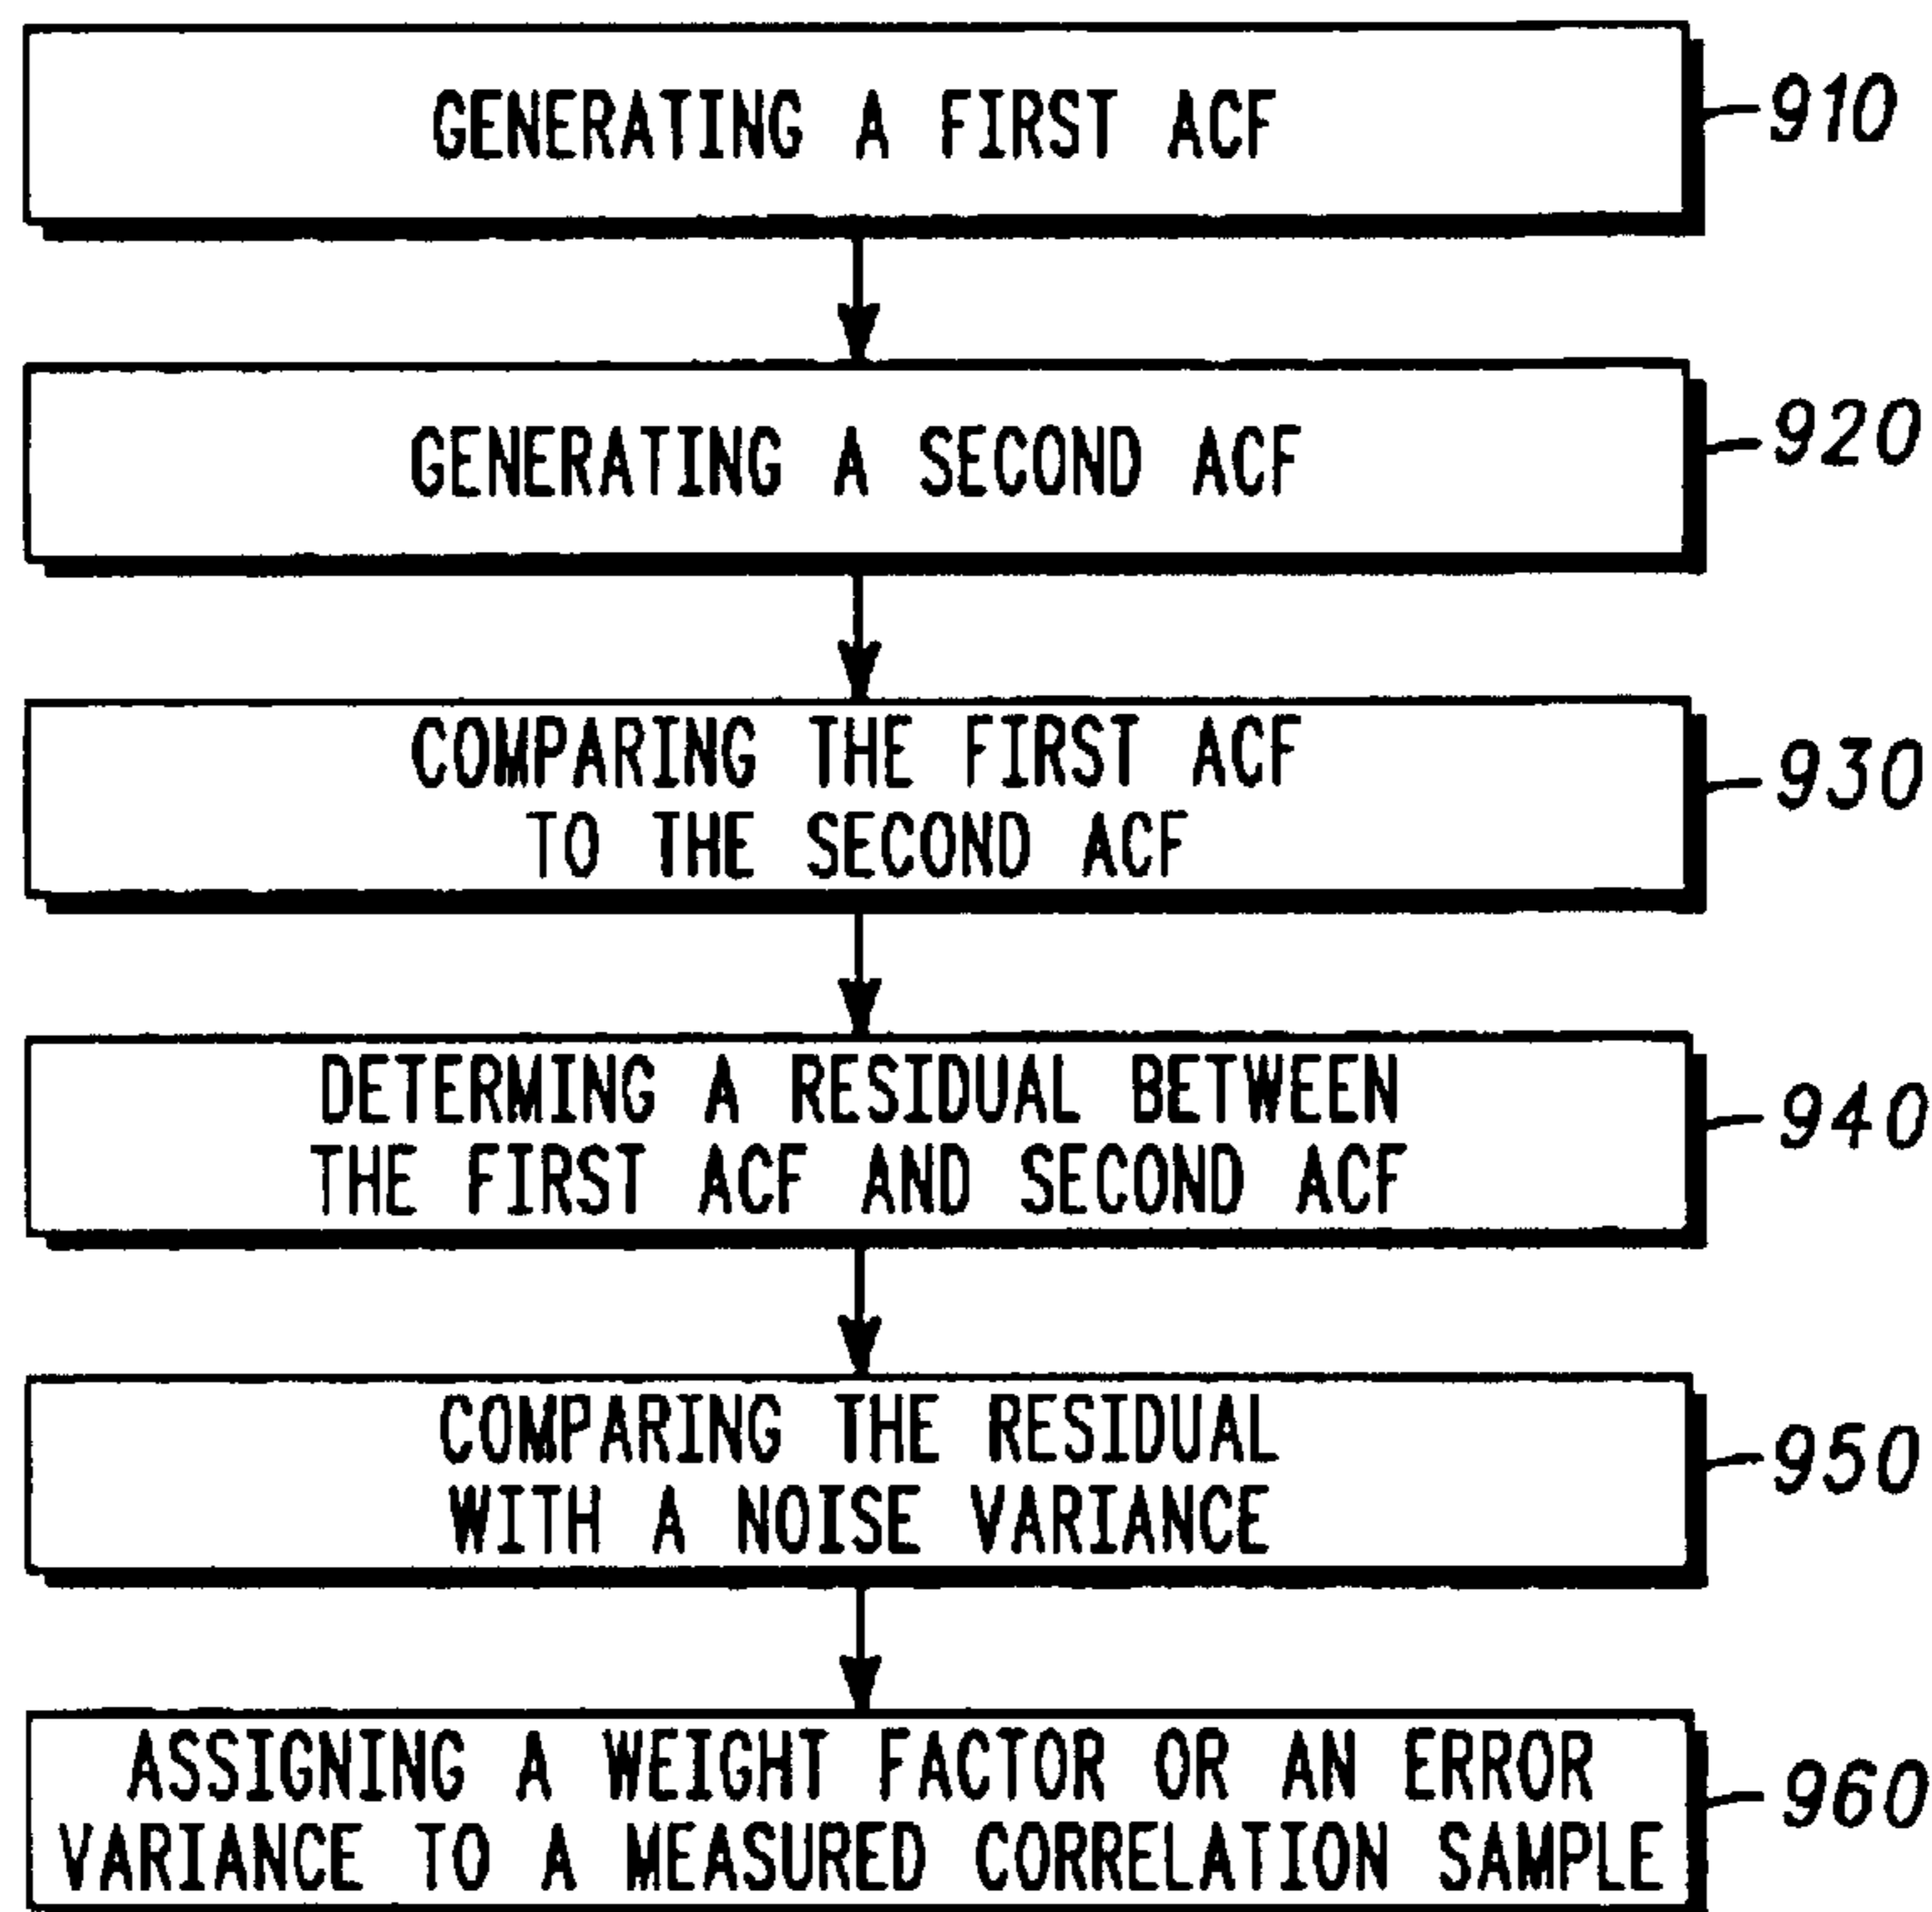 GENERATING A FIRST ACF
910
GENERATING A SECOND ACF
920
COMPARING THE FIRST ACF
TO THE SECOND ACF
930
DETERMING A RESIDUAL BETWEEN
THE FIRST ACF AND SECOND ACF
940
COMPARING THE RESIDUAL
WITH A NOISE VARIANCE
950
ASSIGNING A WEIGHT FACTOR OR AN ERROR
VARIANCE TO A MEASURED CORRELATION SAMPLE
960